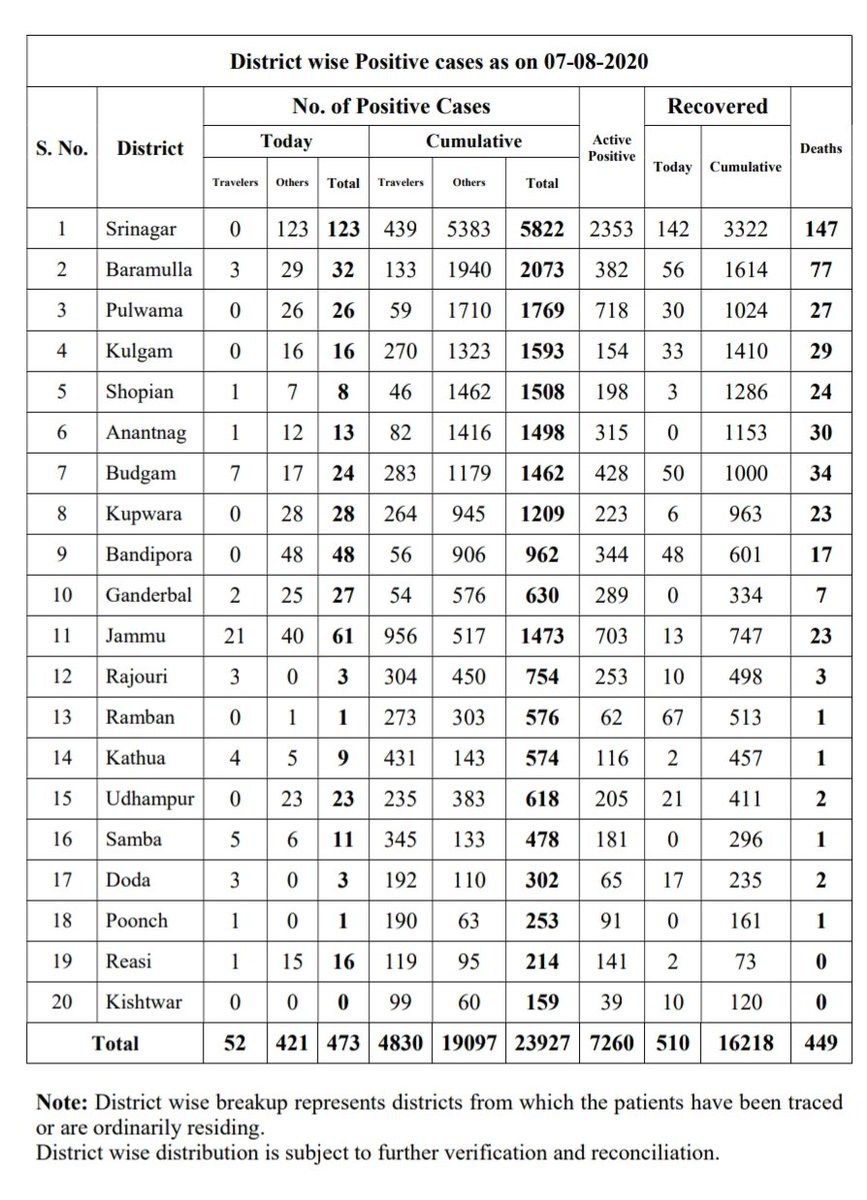 District wise Positive cases as on 07-08-2020
S. No. District No. of Positive Cases Active Positive Recovered Deaths
Today Cumulative Today Cumulative
Travelers Others Total Travelers Others Total
1 Srinagar 0 123 123 439 5383 5822 2353 142 3322 147
2 Baramulla 3 29 32 133 1940 2073 382 56 1614 77
3 Pulwama 0 26 26 59 1710 1769 718 30 1024 27
4 Kulgam 0 16 16 270 1323 1593 154 33 1410 29
5 Shopian 1 7 8 46 1462 1508 198 3 1286 24
6 Anantnag 1 12 13 82 1416 1498 315 0 1153 30
7 Budgam 7 17 24 283 1179 1462 428 50 1000 34
8 Kupwara 0 28 28 264 945 1209 223 6 963 23
9 Bandipora 0 48 48 56 906 962 344 48 601 17
10 Ganderbal 2 25 27 54 576 630 289 0 334 7
11 Jammu 21 40 61 956 517 1473 703 13 747 23
12 Rajouri 3 0 3 304 450 754 253 10 498 3
13 Ramban 0 1 1 273 303 576 62 67 513 1
14 Kathua 4 5 9 431 143 574 116 2 457 1
15 Udhampur 0 23 23 235 383 618 205 21 411 2
16 Samba 5 6 11 345 133 478 181 0 296 1
17 Doda 3 0 3 192 110 302 65 17 235 2
18 Poonch 1 0 1 190 63 253 91 0 161 1
19 Reasi 1 15 16 119 95 214 141 2 73 0
20 Kishtwar 0 0 0 99 60 159 39 10 120 0
Total 52 421 473 4830 19097 23927 7260 510 16218 449
Note: District wise breakup represents districts from which the patients have been traced
or are ordinarily residing.
District wise distribution is subject to further verification and reconciliation.